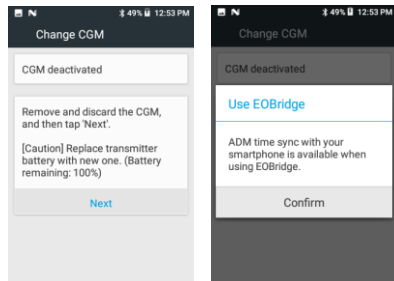 49% 12:53 PM
Change CGM
CGM deactivated
Remove and discard the CGM,
and then tap 'Next'.
[Caution] Replace transmitter
battery with new one. (Battery
remaining: 100%)
Next
49% 12:53 PM
Change CGM
CGM deactivated
Use EOBridge
ADM time sync with your
smartphone is available when
using EOBridge.
Confirm